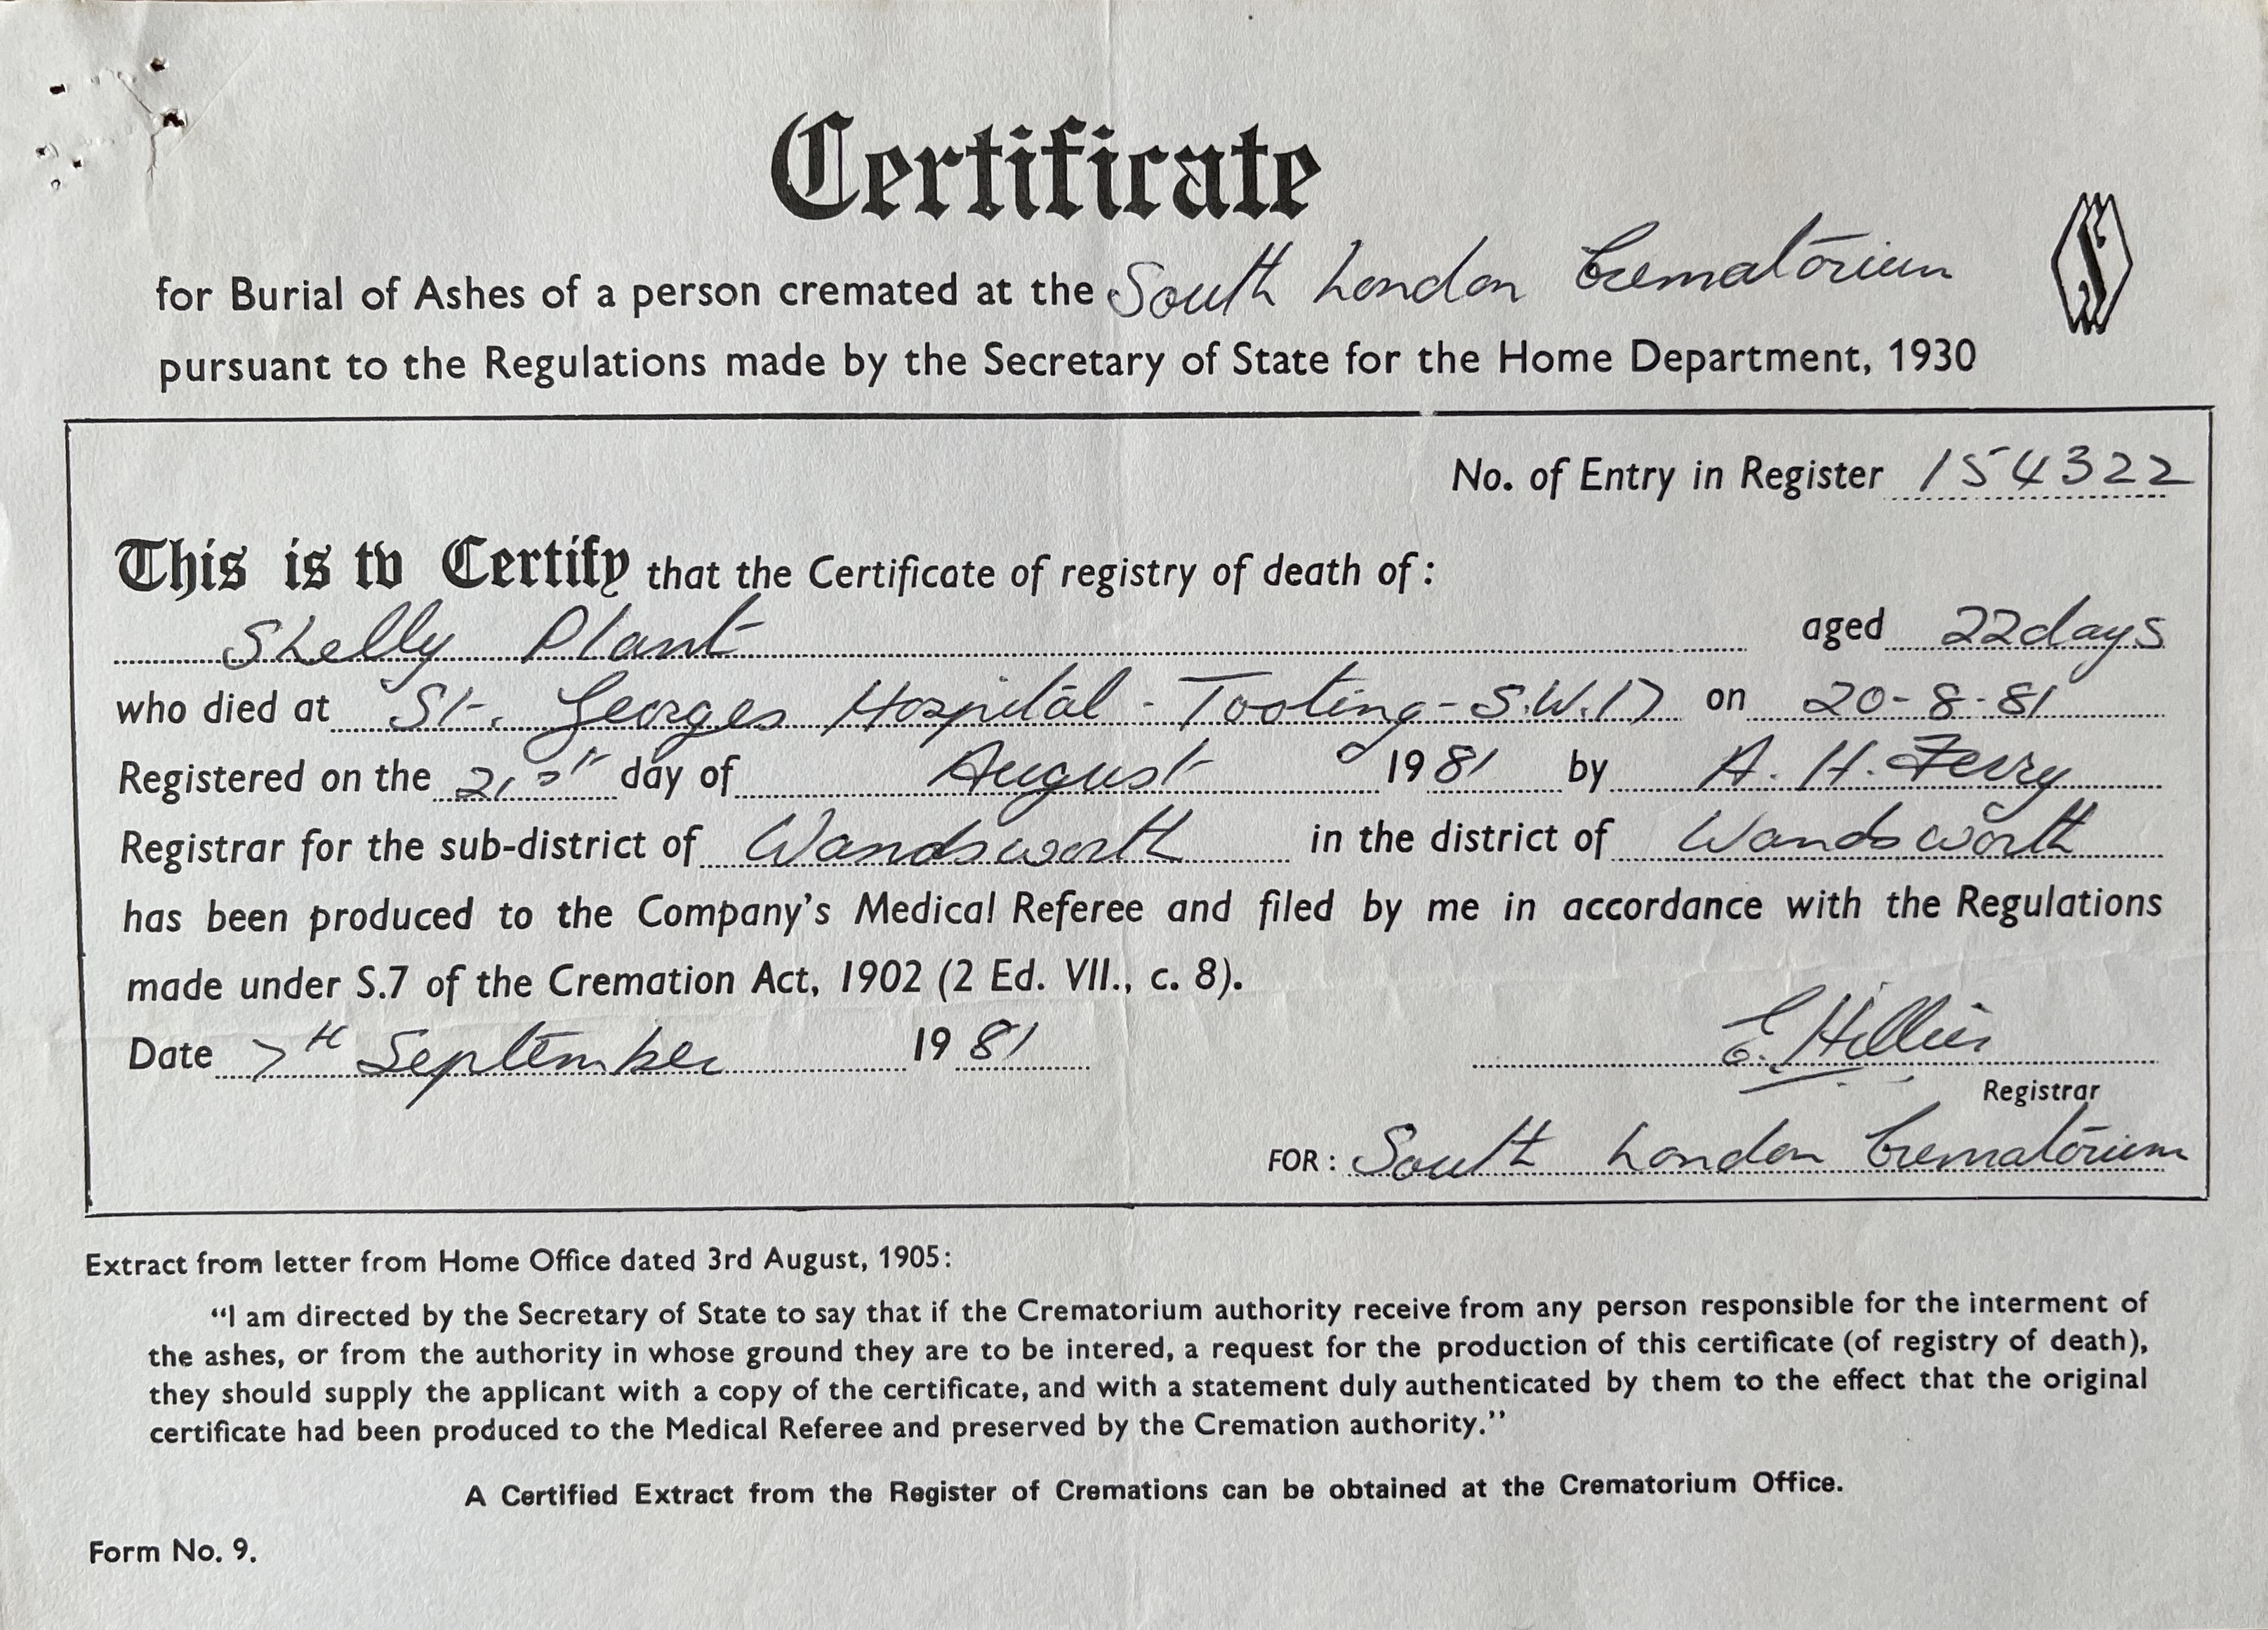 Certificate
for Burial of Ashes of a person cremated at the South London Crematorium
pursuant to the Regulations made by the Secretary of State for the Home Department, 1930
No. of Entry in Register 154322
This is to Certify that the Certificate of registry of death of:
Shelly Plant aged 22days
who died at St. Georges Hospital - Tooting - S.W.17 on 20-8-81
Registered on the 21st day of August 1981 by A. H. Ferry
Registrar for the sub-district of Wandsworth in the district of Wandsworth
has been produced to the Company's Medical Referee and filed by me in accordance with the Regulations
made under S.7 of the Cremation Act, 1902 (2 Ed. VII., c. 8).
Date 7th September 1981 E. Hillier
Registrar
FOR: South London Crematorium
Extract from letter from Home Office dated 3rd August, 1905:
"I am directed by the Secretary of State to say that if the Crematorium authority receive from any person responsible for the interment of
the ashes, or from the authority in whose ground they are to be intered, a request for the production of this certificate (of registry of death),
they should supply the applicant with a copy of the certificate, and with a statement duly authenticated by them to the effect that the original
certificate had been produced to the Medical Referee and preserved by the Cremation authority."
A Certified Extract from the Register of Cremations can be obtained at the Crematorium Office.
Form No. 9.